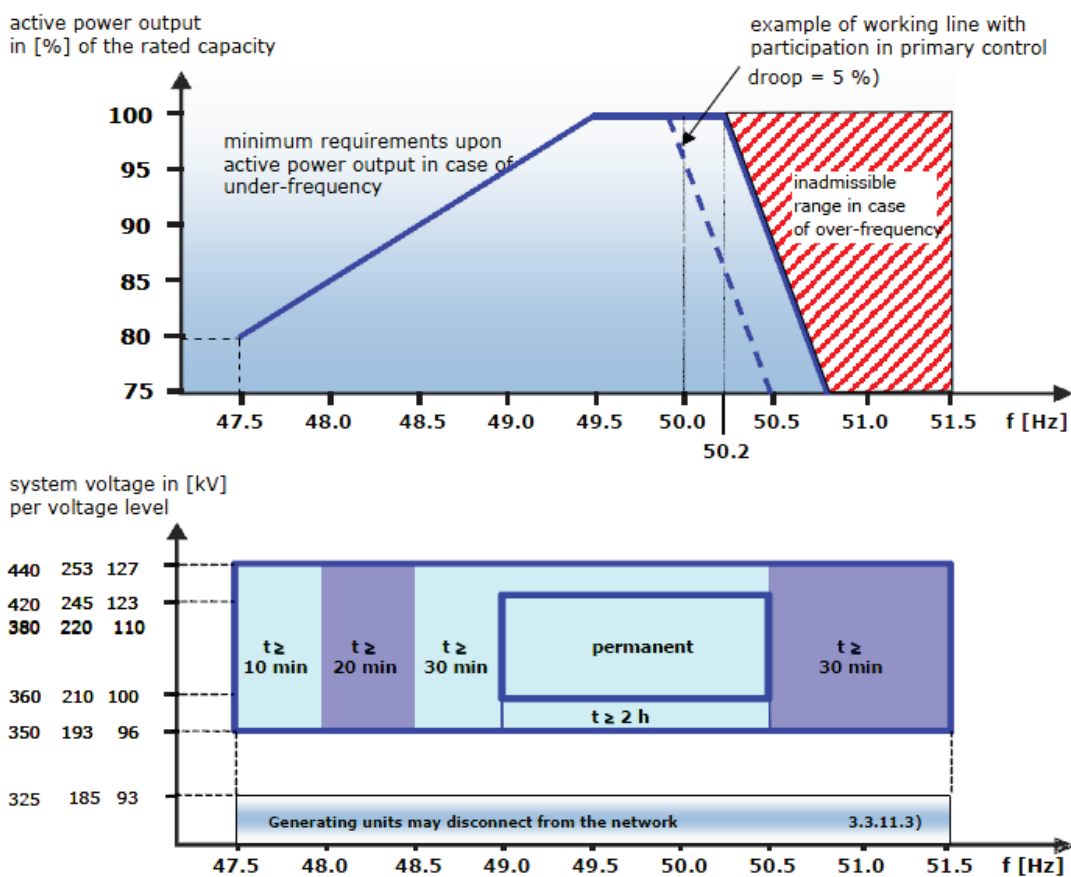 active power output
in [%] of the rated capacity
example of working line with
participation in primary control
droop = 5 %)
100
95
90
85
80
75
minimum requirements upon
active power output in case of
under-frequency
inadmissible
range in case
of over-frequency
47.5 48.0 48.5 49.0 49.5 50.0 50.5 51.0 51.5 f [Hz]
50.2
system voltage in [kV]
per voltage level
440 253 127
420 245 123
380 220 110
360 210 100
350 193 96
325 185 93
t ≥
10 min
t ≥
20 min
t ≥
30 min
permanent
t ≥
30 min
t ≥ 2 h
Generating units may disconnect from the network 3.3.11.3)
47.5 48.0 48.5 49.0 49.5 50.0 50.5 51.0 51.5 f [Hz]